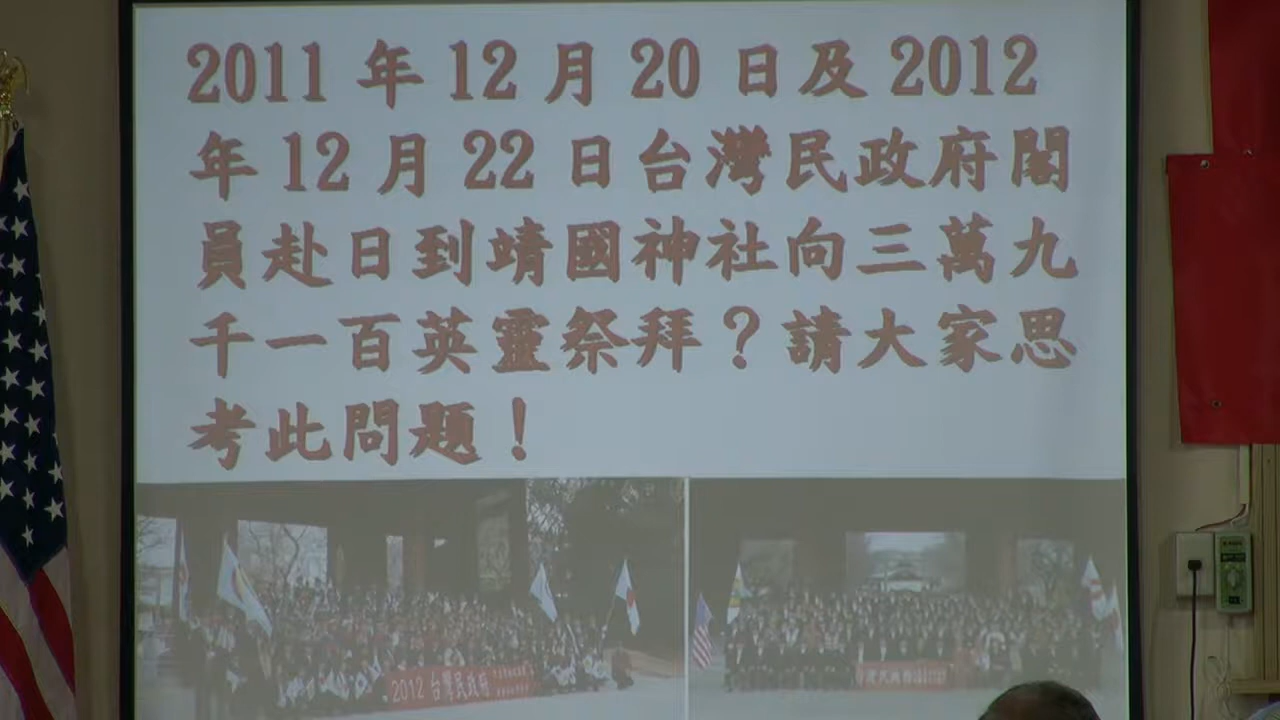 2011 年 12 月 20 日及 2012
年 12 月 22 日台灣民政府閣
員赴日到靖國神社向三萬九
千一百英靈祭拜？請大家思
考此問題！
2012 台灣民政府